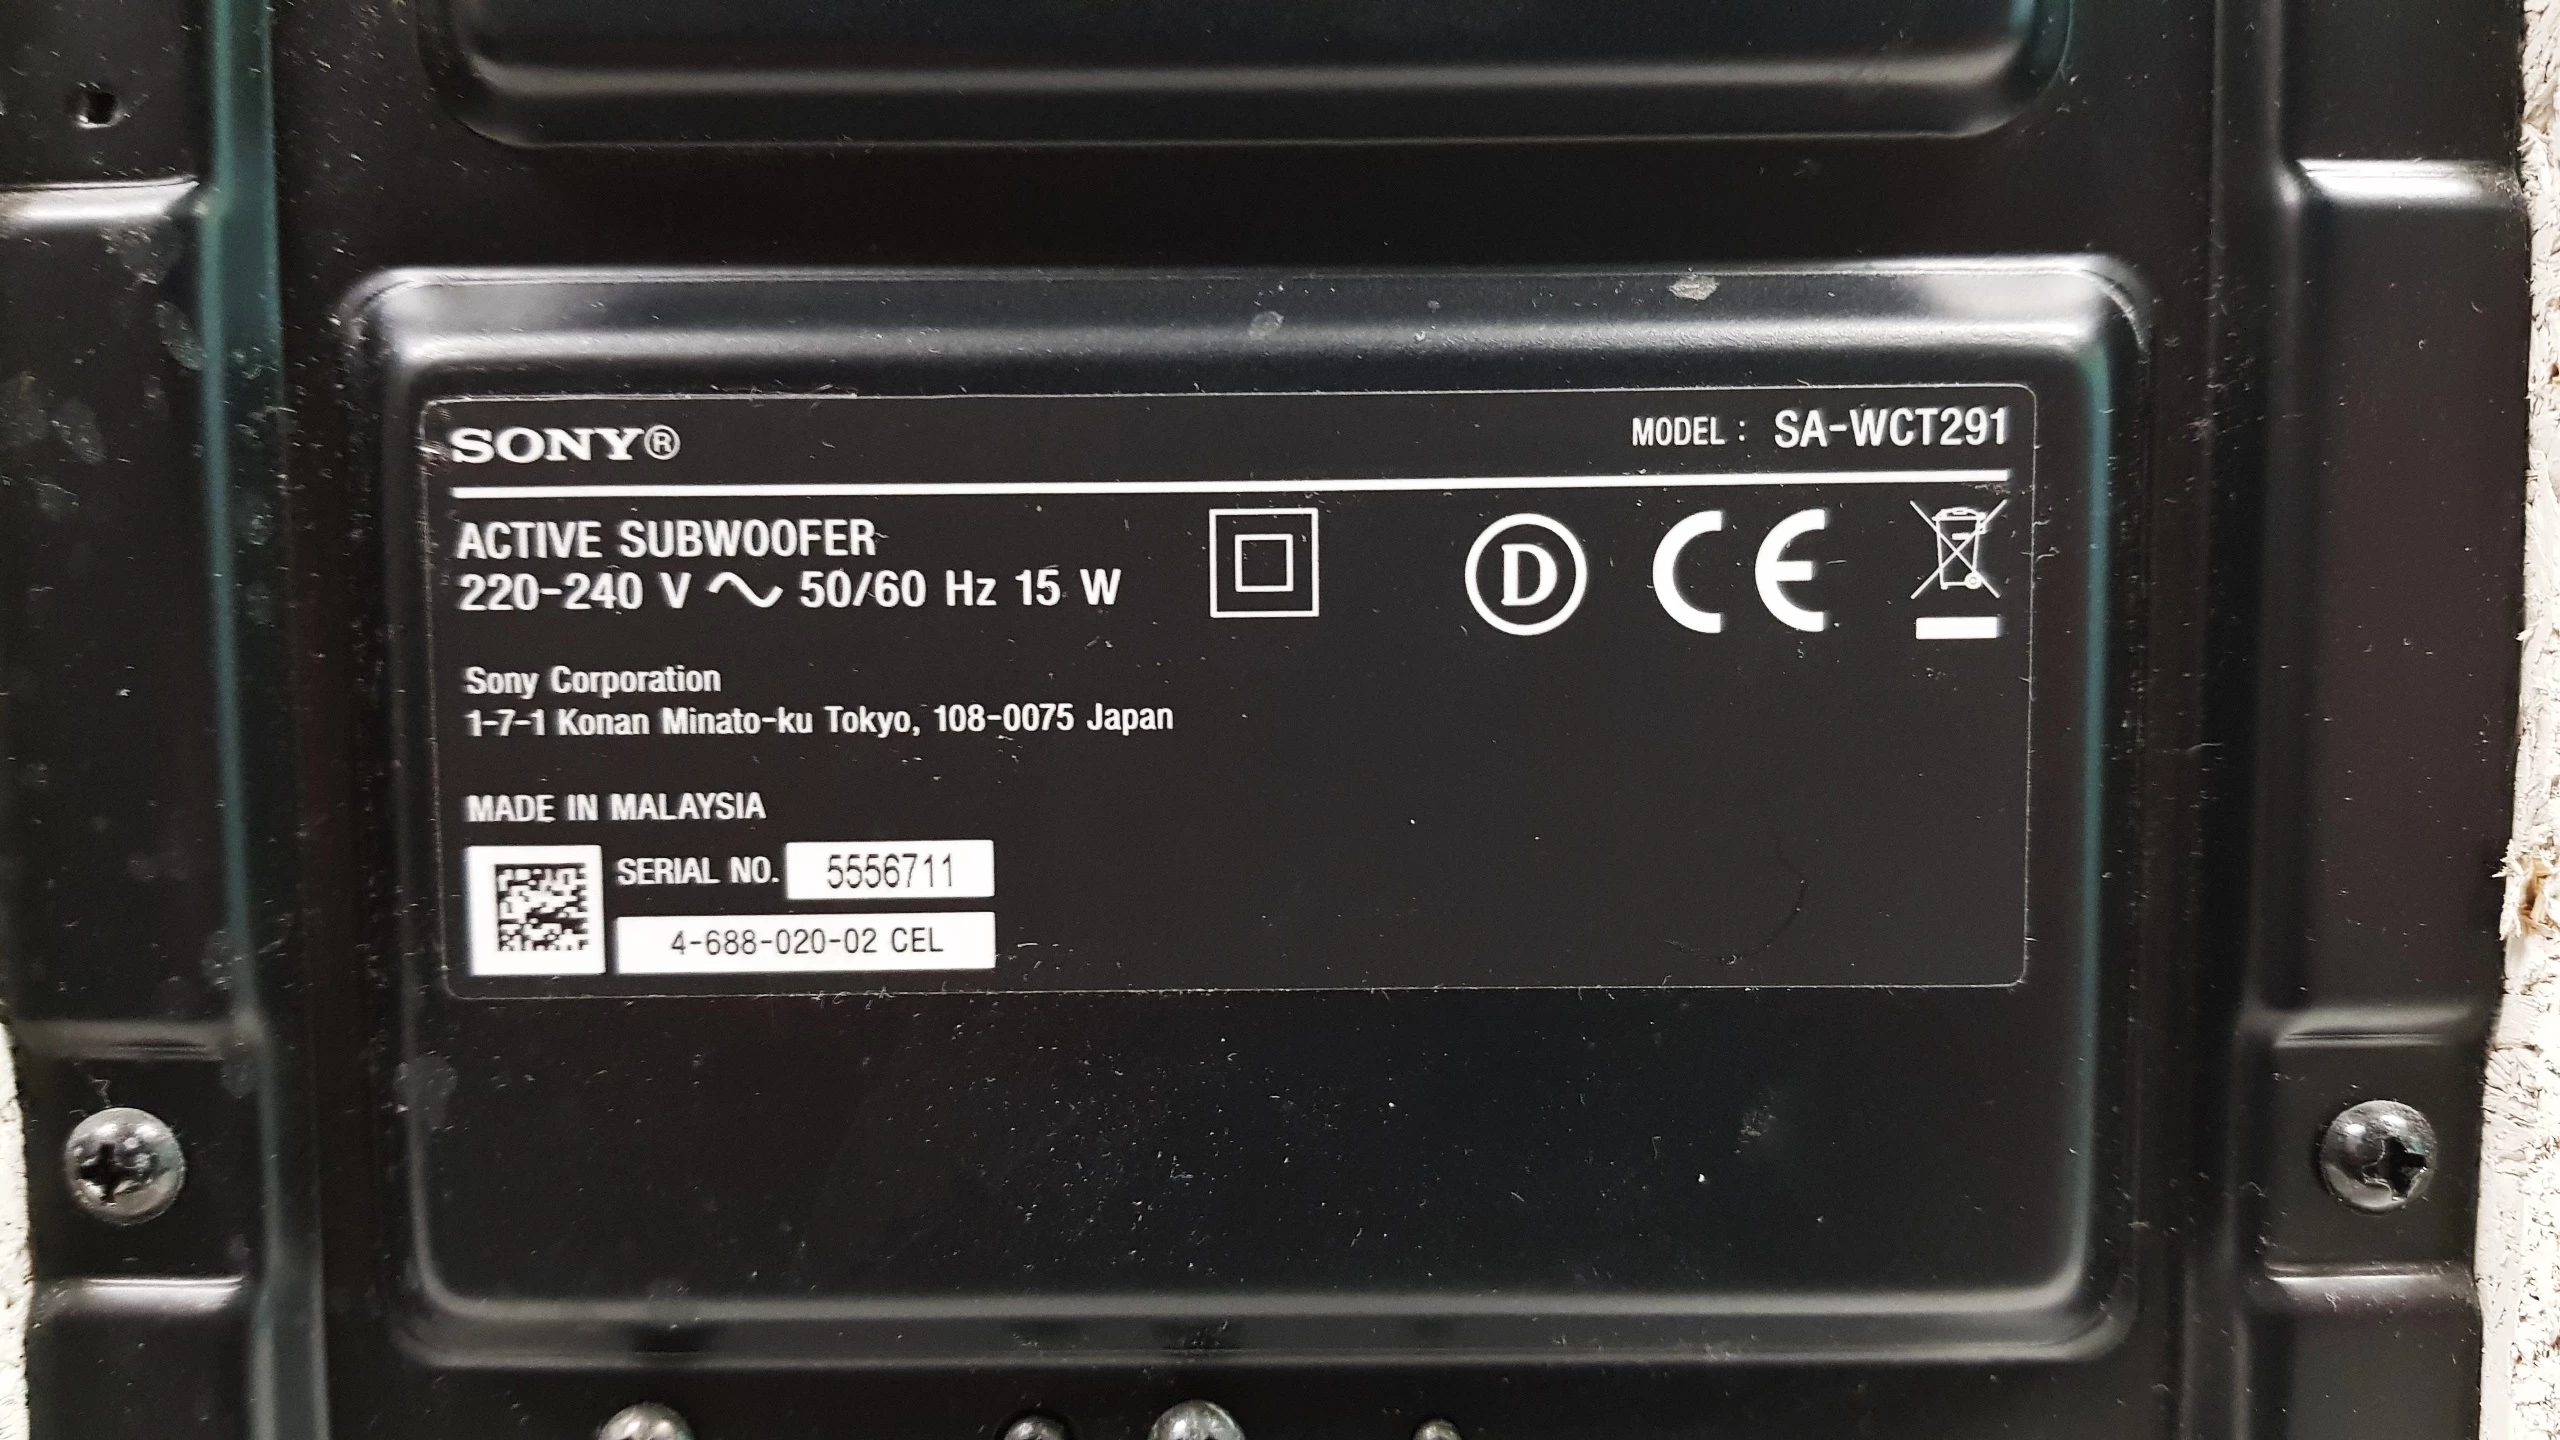 SONY®
MODEL : SA-WCT291
ACTIVE SUBWOOFER
220-240 V ~ 50/60 Hz 15 W
D
CE
Sony Corporation
1-7-1 Konan Minato-ku Tokyo, 108-0075 Japan
MADE IN MALAYSIA
SERIAL NO. 5556711
4-688-020-02 CEL